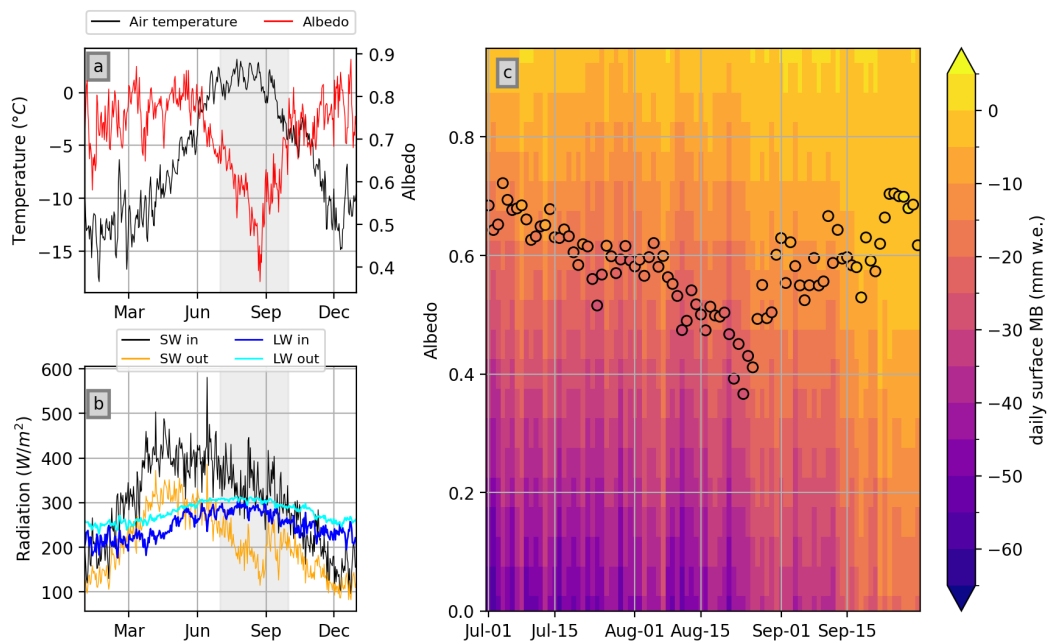 Air temperature
Albedo
a
Temperature (°C)
0
−5
−10
−15
0.9
0.8
0.7
0.6
0.5
0.4
Albedo
Mar
Jun
Sep
Dec
SW in
LW in
SW out
LW out
b
Radiation (W/m²)
600
500
400
300
200
100
Mar
Jun
Sep
Dec
c
Albedo
0.8
0.6
0.4
0.2
0.0
Jul-01
Jul-15
Aug-01
Aug-15
Sep-01
Sep-15
0
−10
−20
−30
−40
−50
−60
daily surface MB (mm w.e.)